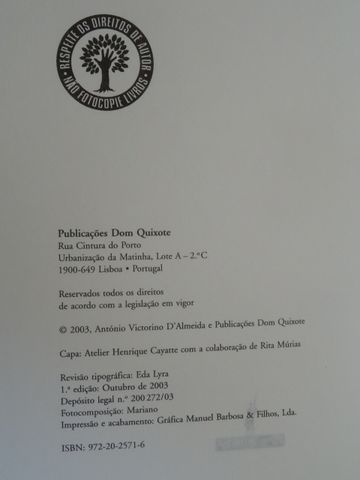 RESPEITE OS DIREITOS DE AUTOR
• NÃO FOTOCOPIE LIVROS •
Publicações Dom Quixote
Rua Cintura do Porto
Urbanização da Matinha, Lote A – 2.º C
1900-649 Lisboa • Portugal
Reservados todos os direitos
de acordo com a legislação em vigor
© 2003, António Victorino D'Almeida e Publicações Dom Quixote
Capa: Atelier Henrique Cayatte com a colaboração de Rita Múrias
Revisão tipográfica: Eda Lyra
1.ª edição: Outubro de 2003
Depósito legal n.º 200 272/03
Fotocomposição: Mariano
Impressão e acabamento: Gráfica Manuel Barbosa & Filhos, Lda.
ISBN: 972-20-2571-6